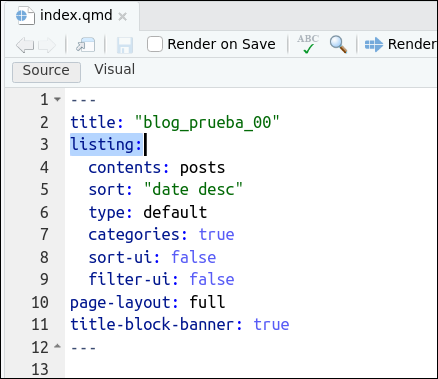 index.qmd
Render on Save
ABC
Render
Source Visual
1 ---
2 title: "blog_prueba_00"
3 listing:
4   contents: posts
5   sort: "date desc"
6   type: default
7   categories: true
8   sort-ui: false
9   filter-ui: false
10 page-layout: full
11 title-block-banner: true
12 ---
13